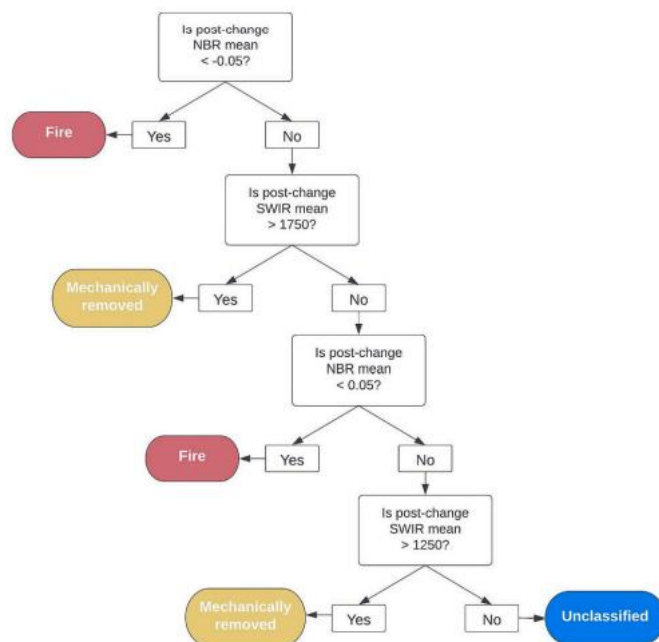 Is post-change
NBR mean
< -0.05?
Fire
Yes
No
Is post-change
SWIR mean
> 1750?
Mechanically
removed
Yes
No
Is post-change
NBR mean
< 0.05?
Fire
Yes
No
Is post-change
SWIR mean
> 1250?
Mechanically
removed
Yes
No
Unclassified